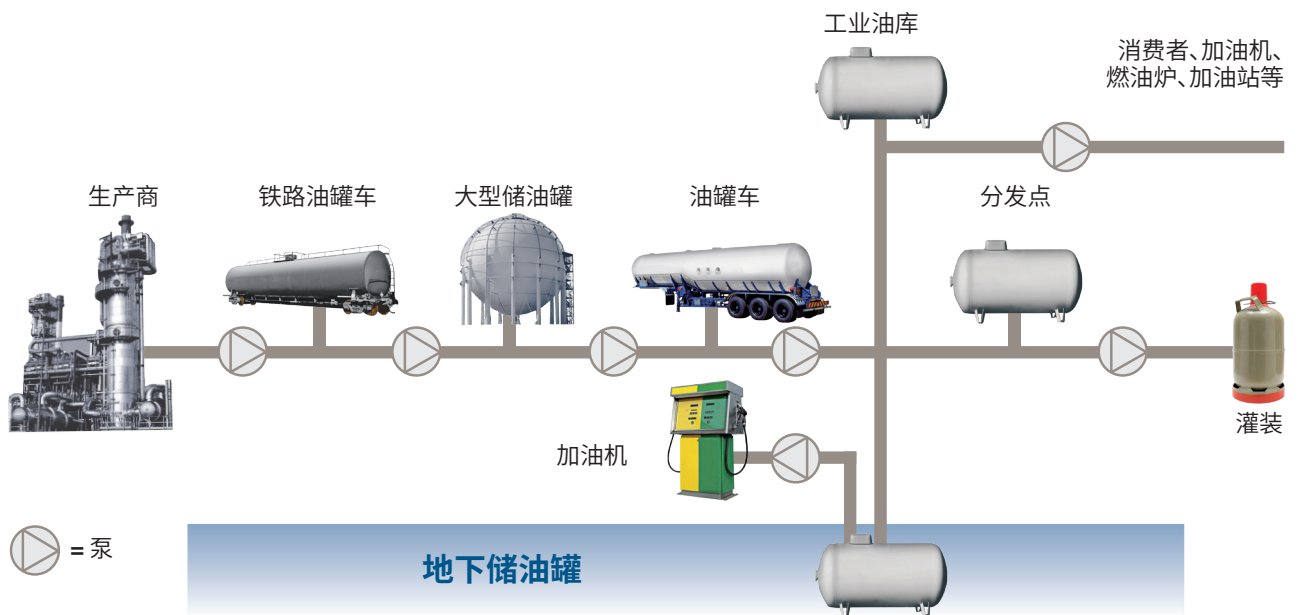 工业油库
消费者、加油机、
燃油炉、加油站等
生产商
铁路油罐车
大型储油罐
油罐车
分发点
灌装
加油机
= 泵
地下储油罐